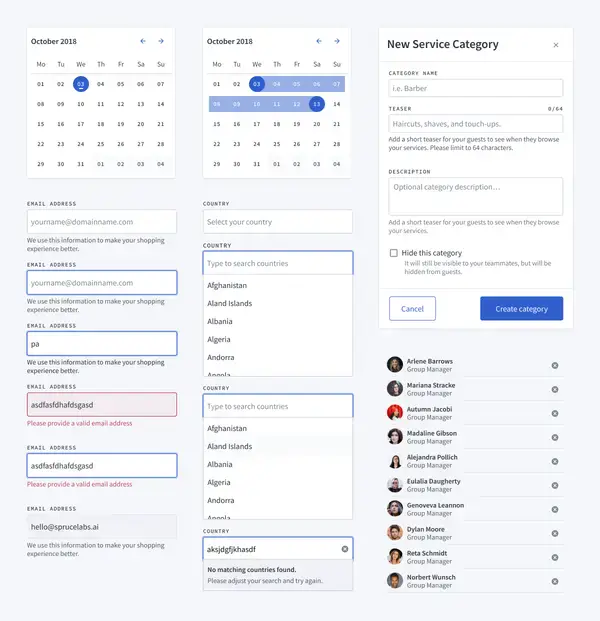 October 2018
Mo Tu We Th Fr Sa Su
01 02 03 04 05 06 07
08 09 10 11 12 13 14
15 16 17 18 19 20 21
22 23 24 25 26 27 28
29 30 31 01 02 03 04
EMAIL ADDRESS
yourname@domainname.com
We use this information to make your shopping
experience better.
EMAIL ADDRESS
yourname@domainname.com
We use this information to make your shopping
experience better.
EMAIL ADDRESS
pa
We use this information to make your shopping
experience better.
EMAIL ADDRESS
asdfasfdhafdsgasd
Please provide a valid email address
EMAIL ADDRESS
asdfasfdhafdsgasd
Please provide a valid email address
EMAIL ADDRESS
hello@sprucelabs.ai
We use this information to make your shopping
experience better.
October 2018
Mo Tu We Th Fr Sa Su
01 02 03 04 05 06 07
08 09 10 11 12 13 14
15 16 17 18 19 20 21
22 23 24 25 26 27 28
29 30 31 01 02 03 04
COUNTRY
Select your country
COUNTRY
Type to search countries
Afghanistan
Aland Islands
Albania
Algeria
Andorra
Angola
COUNTRY
Type to search countries
Afghanistan
Aland Islands
Albania
Algeria
Andorra
Angola
COUNTRY
aksjdgfjkhasdf
No matching countries found.
Please adjust your search and try again.
New Service Category
CATEGORY NAME
i.e. Barber
TEASER 0/64
Haircuts, shaves, and touch-ups.
Add a short teaser for your guests to see when they browse
your services. Please limit to 64 characters.
DESCRIPTION
Optional category description...
Add a short teaser for your guests to see when they browse
your services.
Hide this category
It will still be visible to your teammates, but will be
hidden from guests.
Cancel
Create category
Arlene Barrows
Group Manager
Mariana Stracke
Group Manager
Autumn Jacobi
Group Manager
Madaline Gibson
Group Manager
Alejandra Pollich
Group Manager
Eulalia Daugherty
Group Manager
Genoveva Leannon
Group Manager
Dylan Moore
Group Manager
Reta Schmidt
Group Manager
Norbert Wunsch
Group Manager